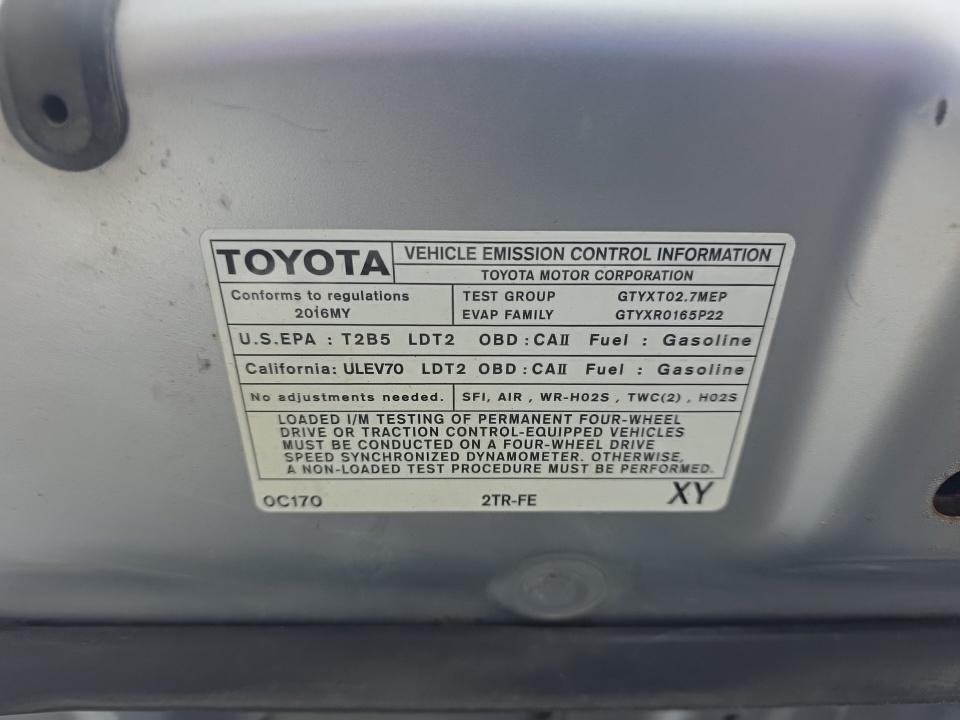 TOYOTA
VEHICLE EMISSION CONTROL INFORMATION
TOYOTA MOTOR CORPORATION
Conforms to regulations
2016MY
TEST GROUP GTYXT02.7MEP
EVAP FAMILY GTYXR0165P22
U.S.EPA : T2B5 LDT2 OBD : CAII Fuel : Gasoline
California: ULEV70 LDT2 OBD : CAII Fuel : Gasoline
No adjustments needed.
SFI, AIR , WR-HO2S , TWC(2) , HO2S
LOADED I/M TESTING OF PERMANENT FOUR-WHEEL
DRIVE OR TRACTION CONTROL-EQUIPPED VEHICLES
MUST BE CONDUCTED ON A FOUR-WHEEL DRIVE
SPEED SYNCHRONIZED DYNAMOMETER. OTHERWISE,
A NON-LOADED TEST PROCEDURE MUST BE PERFORMED.
0C170 2TR-FE XY